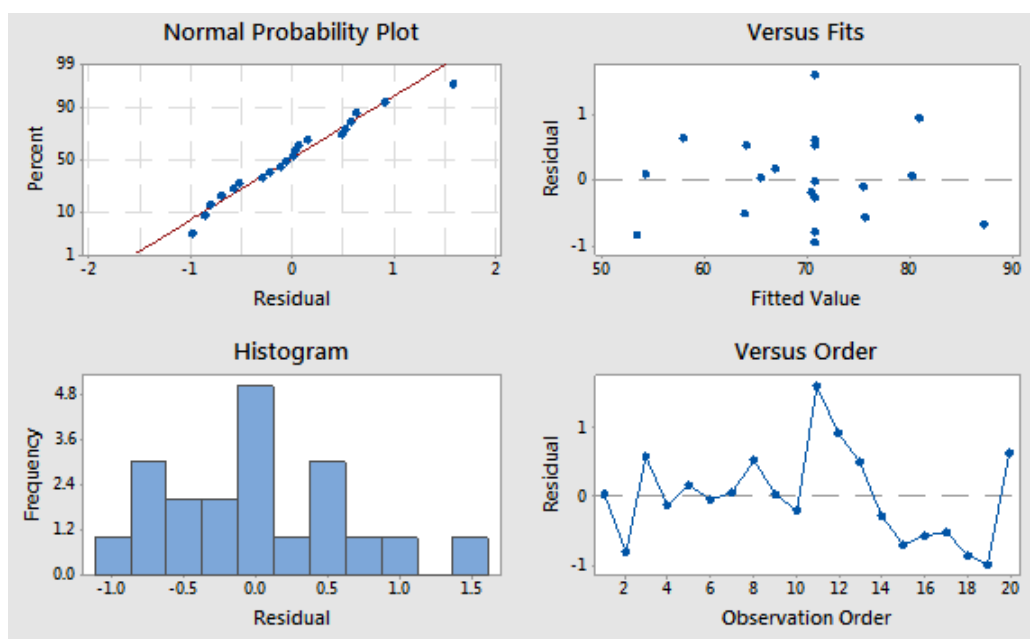 Normal Probability Plot
99
90
50
10
1
Percent
-2 -1 0 1 2
Residual
Versus Fits
1
0
-1
Residual
50 60 70 80 90
Fitted Value
Histogram
4.8
3.6
2.4
1.2
0.0
Frequency
-1.0 -0.5 0.0 0.5 1.0 1.5
Residual
Versus Order
1
0
-1
Residual
2 4 6 8 10 12 14 16 18 20
Observation Order